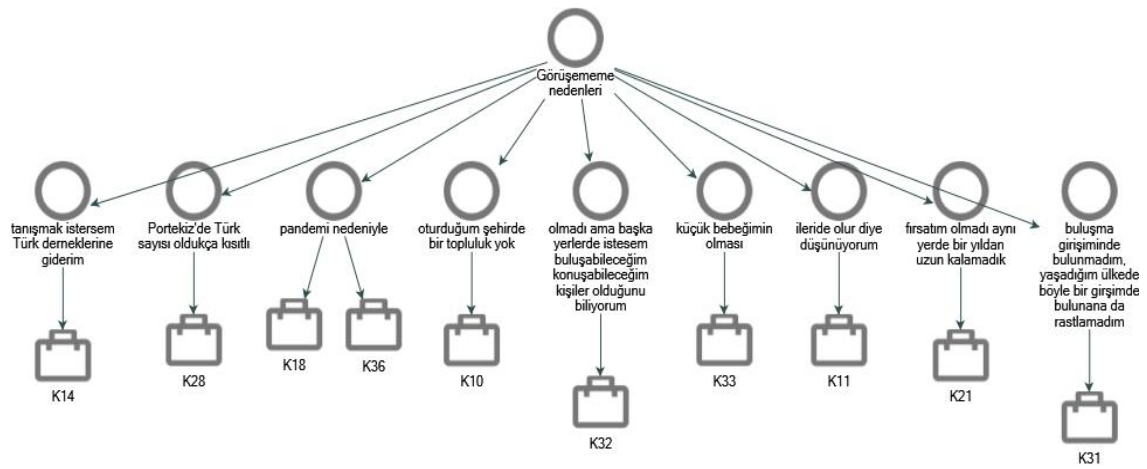 Görüşememe
nedenleri
tanışmak istersem
Türk derneklerine
giderim
Portekiz'de Türk
sayısı oldukça kısıtlı
pandemi nedeniyle
oturduğum şehirde
bir topluluk yok
olmadı ama başka
yerlerde istesem
buluşabileceğim
konuşabileceğim
kişiler olduğunu
biliyorum
küçük bebeğimin
olması
ileride olur diye
düşünüyorum
fırsatım olmadı aynı
yerde bir yıldan
uzun kalamadık
buluşma
girişiminde
bulunmadım,
yaşadığım ülkede
böyle bir girşimde
bulunana da
rastlamadım
K14
K28
K18
K36
K10
K32
K33
K11
K21
K31